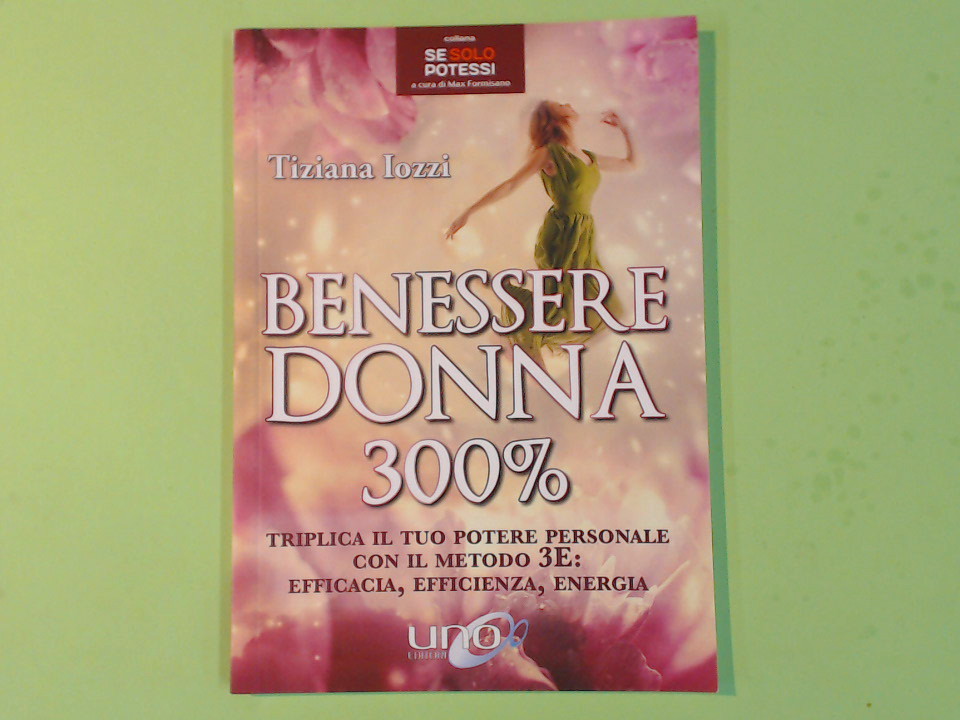 collana
SE SOLO
POTESSI
a cura di Max Formisano
Tiziana Iozzi
BENESSERE
DONNA
300%
TRIPLICA IL TUO POTERE PERSONALE
CON IL METODO 3E:
EFFICACIA, EFFICIENZA, ENERGIA
UNO
EDITORI